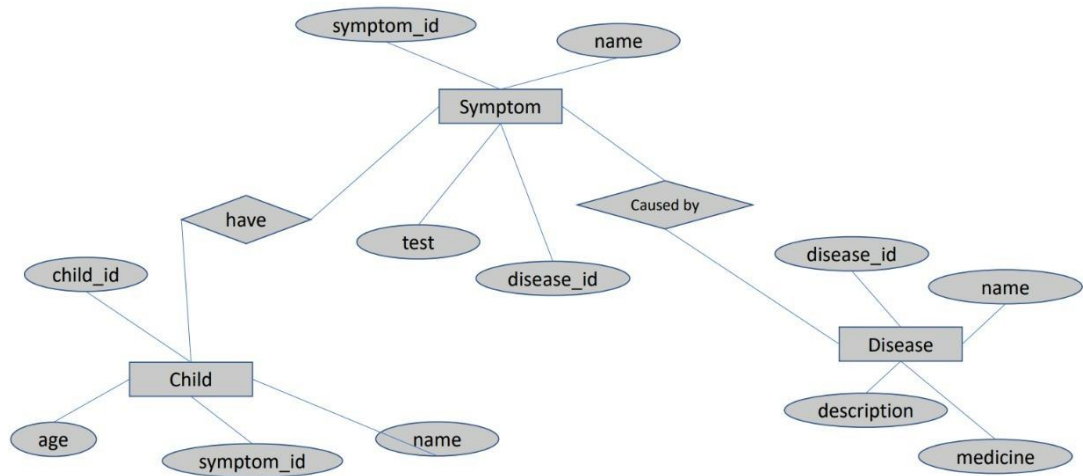 symptom_id
name
Symptom
Caused by
have
test
disease_id
child_id
disease_id
name
Disease
Child
description
age
name
symptom_id
medicine